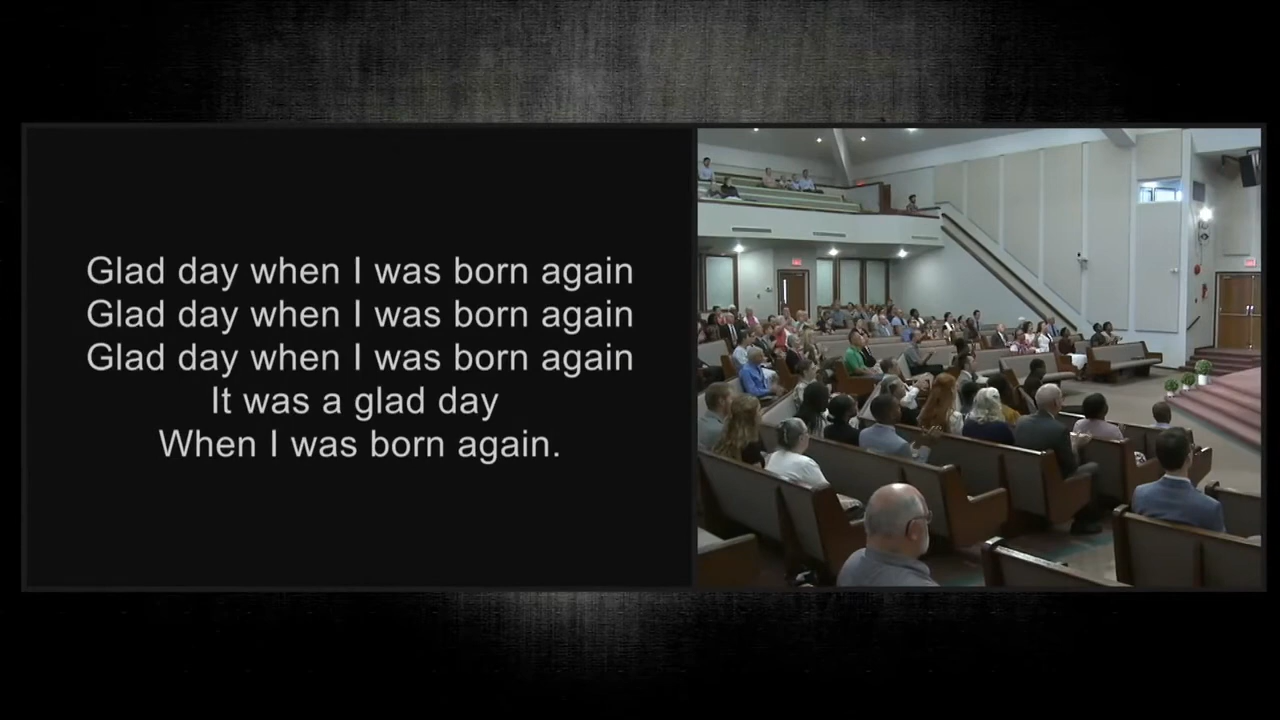 Glad day when I was born again
Glad day when I was born again
Glad day when I was born again
It was a glad day
When I was born again.